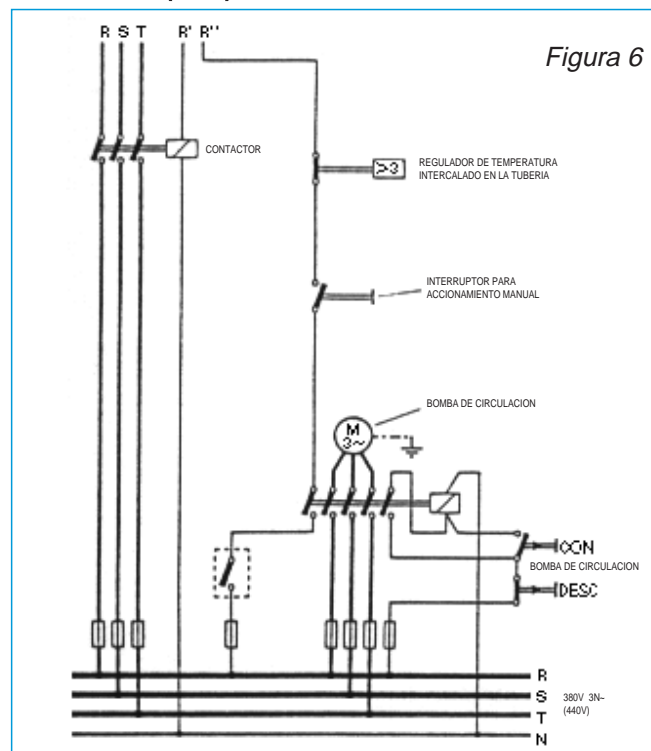 R S T R' R''
Figura 6
CONTACTOR
>3
REGULADOR DE TEMPERATURA
INTERCALADO EN LA TUBERIA
INTERRUPTOR PARA
ACCIONAMIENTO MANUAL
BOMBA DE CIRCULACION
M
3~
CON
BOMBA DE CIRCULACION
DESC
R
S 380V 3N~
T (440V)
N